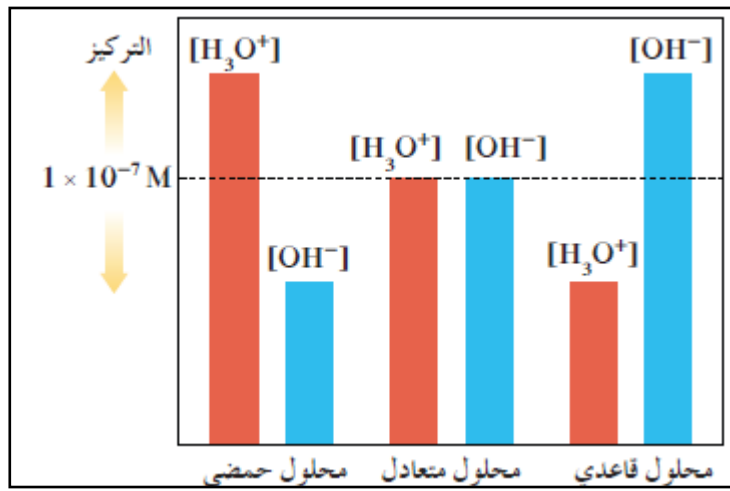 التركيز
[H₃O⁺]
[OH⁻]
[H₃O⁺]
[OH⁻]
1 × 10⁻⁷ M
[OH⁻]
[H₃O⁺]
محلول حمضي
محلول متعادل
محلول قاعدي